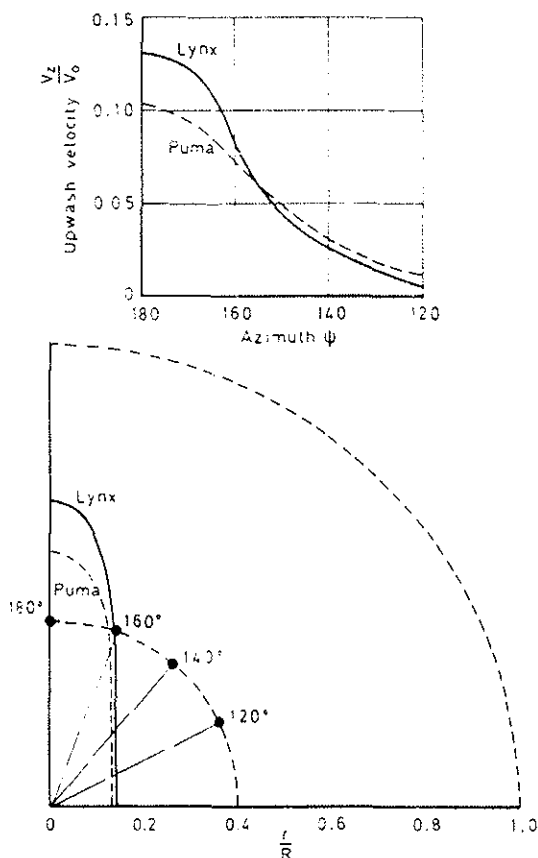 0.15
Lynx
0.10
Puma
0.05
0
Upwash velocity Vz/Vo
180 160 140 120
Azimuth ψ
Lynx
Puma
180°
160°
140°
120°
0 0.2 0.4 0.6 0.8 1.0
r/R